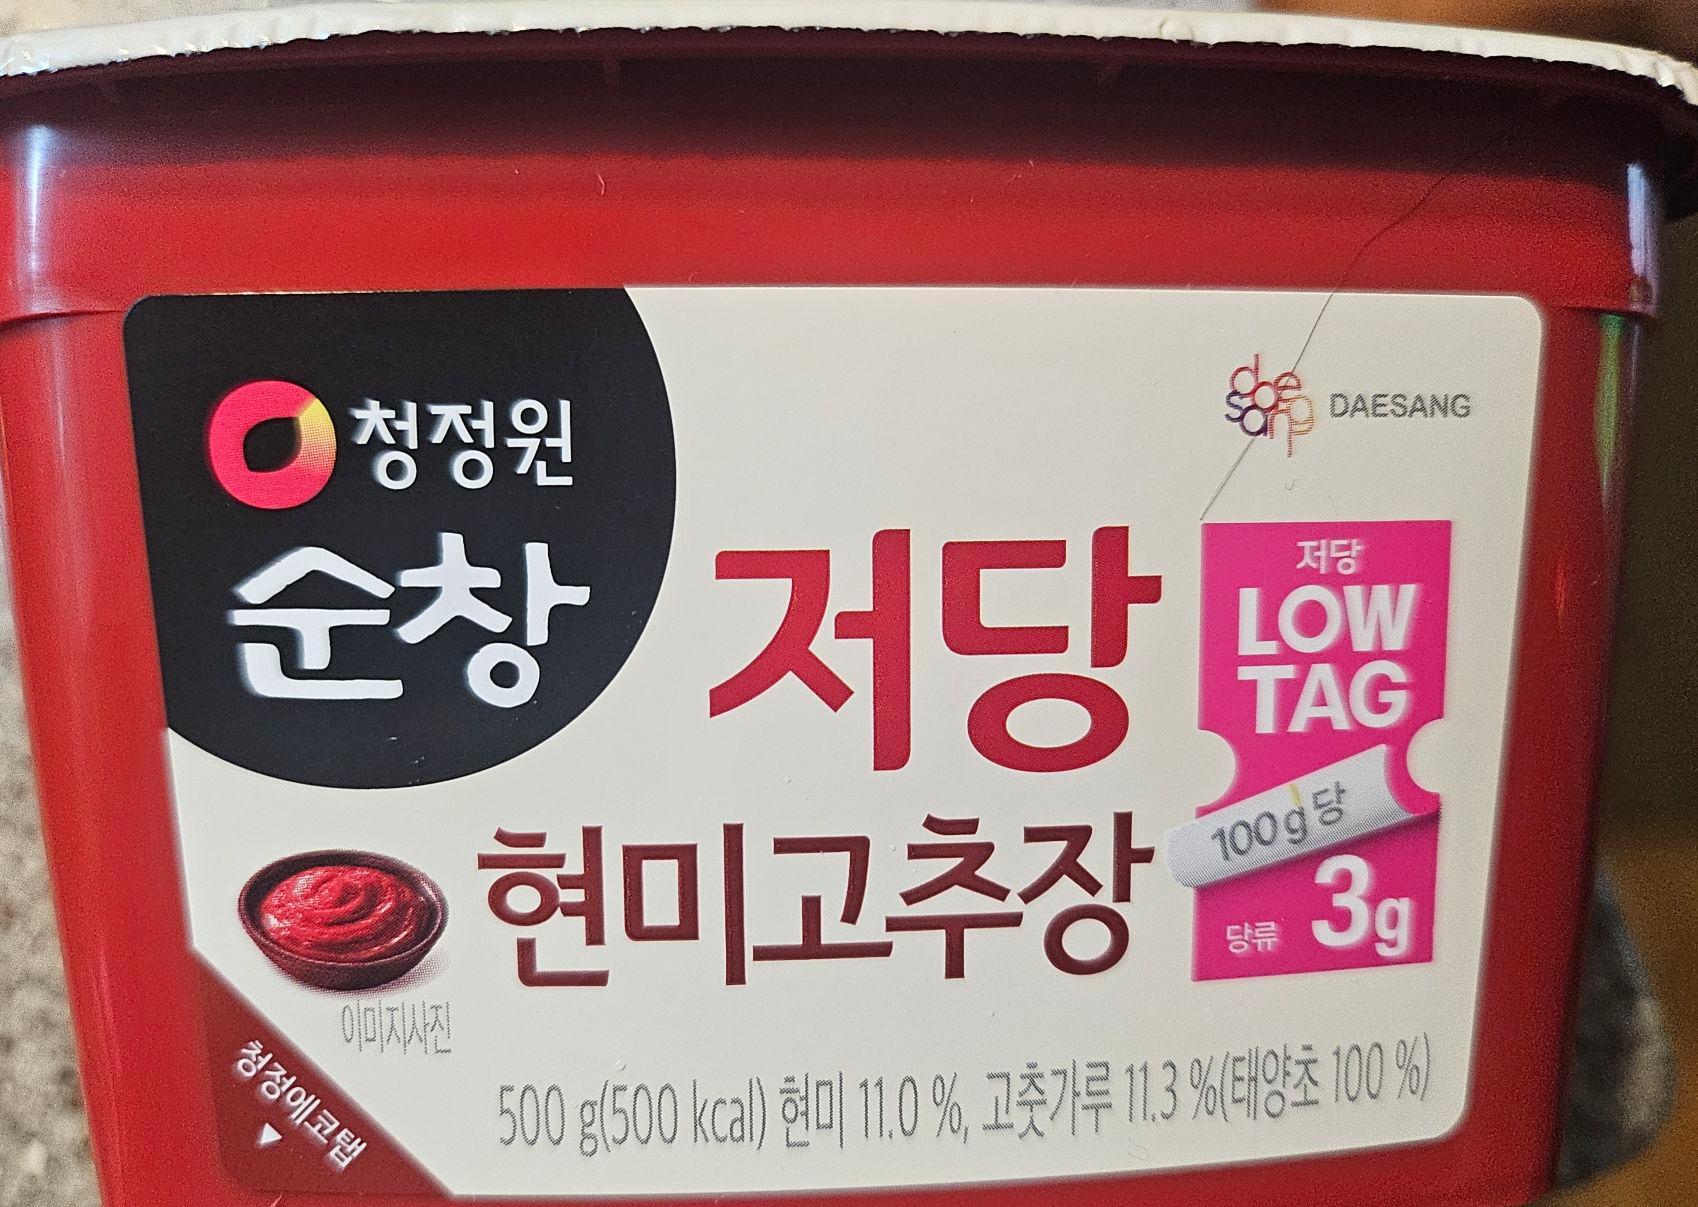 청정원
순창
dae
sang
DAESANG
저당
현미고추장
저당
LOW
TAG
100g당
당류 3g
이미지사진
청정에코탭
500 g(500 kcal) 현미 11.0 %, 고춧가루 11.3 %(태양초 100 %)